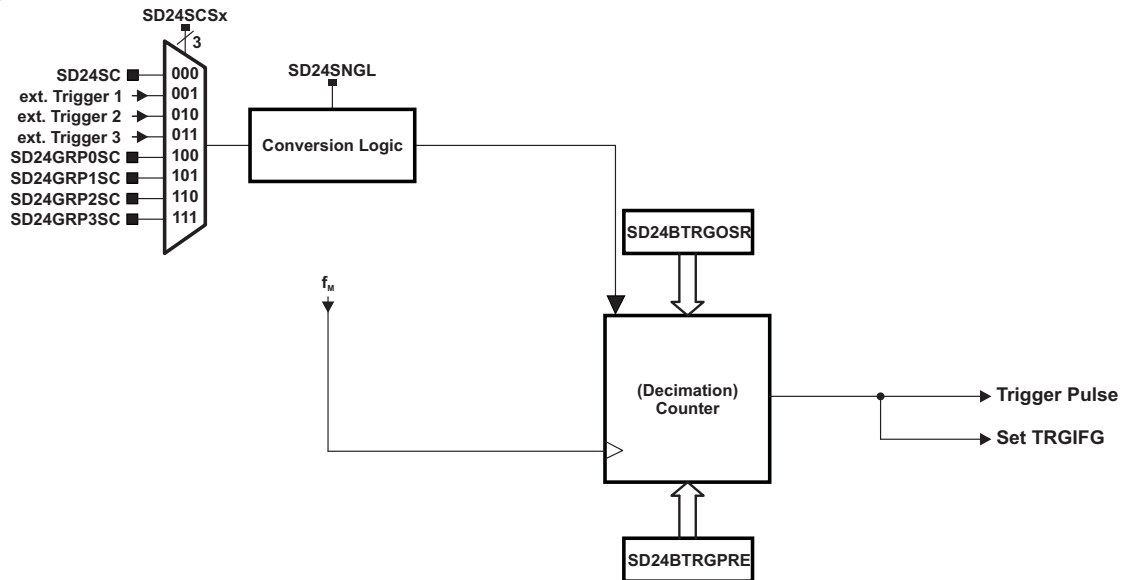 SD24SCSx
3
SD24SC 000
ext. Trigger 1 001
ext. Trigger 2 010
ext. Trigger 3 011
SD24GRP0SC 100
SD24GRP1SC 101
SD24GRP2SC 110
SD24GRP3SC 111
SD24SNGL
Conversion Logic
SD24BTRGOSR
fM
(Decimation)
Counter
Trigger Pulse
Set TRGIFG
SD24BTRGPRE